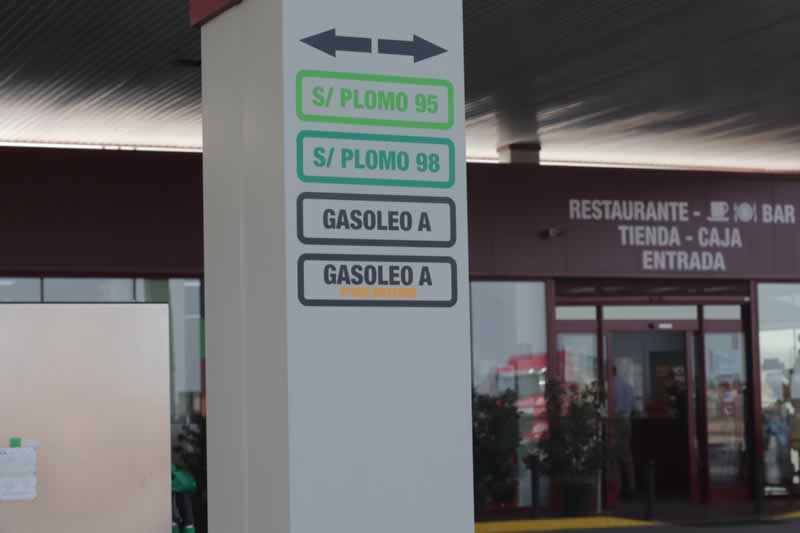 S/ PLOMO 95
S/ PLOMO 98
GASOLEO A
GASOLEO A
RESTAURANTE - BAR
TIENDA - CAJA
ENTRADA